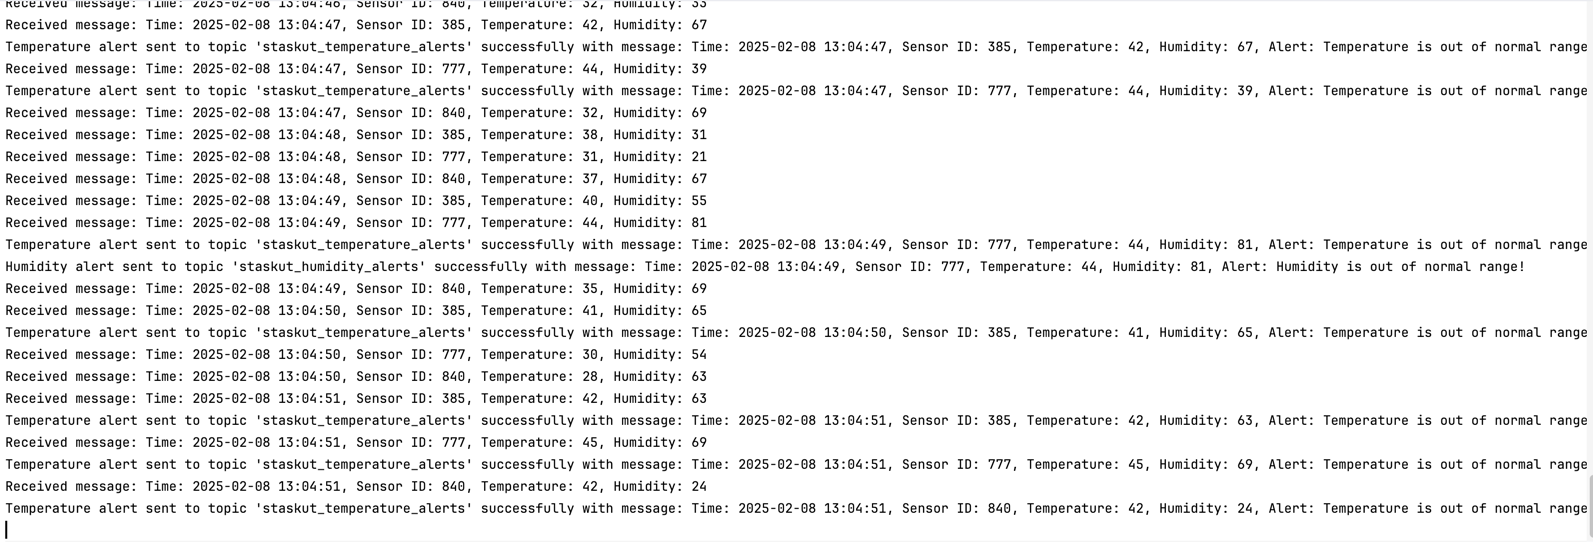 Received message: Time: 2025-02-08 13:04:46, Sensor ID: 840, Temperature: 32, Humidity: 33
Received message: Time: 2025-02-08 13:04:47, Sensor ID: 385, Temperature: 42, Humidity: 67
Temperature alert sent to topic 'staskut_temperature_alerts' successfully with message: Time: 2025-02-08 13:04:47, Sensor ID: 385, Temperature: 42, Humidity: 67, Alert: Temperature is out of normal range
Received message: Time: 2025-02-08 13:04:47, Sensor ID: 777, Temperature: 44, Humidity: 39
Temperature alert sent to topic 'staskut_temperature_alerts' successfully with message: Time: 2025-02-08 13:04:47, Sensor ID: 777, Temperature: 44, Humidity: 39, Alert: Temperature is out of normal range
Received message: Time: 2025-02-08 13:04:47, Sensor ID: 840, Temperature: 32, Humidity: 69
Received message: Time: 2025-02-08 13:04:48, Sensor ID: 385, Temperature: 38, Humidity: 31
Received message: Time: 2025-02-08 13:04:48, Sensor ID: 777, Temperature: 31, Humidity: 21
Received message: Time: 2025-02-08 13:04:48, Sensor ID: 840, Temperature: 37, Humidity: 67
Received message: Time: 2025-02-08 13:04:49, Sensor ID: 385, Temperature: 40, Humidity: 55
Received message: Time: 2025-02-08 13:04:49, Sensor ID: 777, Temperature: 44, Humidity: 81
Temperature alert sent to topic 'staskut_temperature_alerts' successfully with message: Time: 2025-02-08 13:04:49, Sensor ID: 777, Temperature: 44, Humidity: 81, Alert: Temperature is out of normal range
Humidity alert sent to topic 'staskut_humidity_alerts' successfully with message: Time: 2025-02-08 13:04:49, Sensor ID: 777, Temperature: 44, Humidity: 81, Alert: Humidity is out of normal range!
Received message: Time: 2025-02-08 13:04:49, Sensor ID: 840, Temperature: 35, Humidity: 69
Received message: Time: 2025-02-08 13:04:50, Sensor ID: 385, Temperature: 41, Humidity: 65
Temperature alert sent to topic 'staskut_temperature_alerts' successfully with message: Time: 2025-02-08 13:04:50, Sensor ID: 385, Temperature: 41, Humidity: 65, Alert: Temperature is out of normal range
Received message: Time: 2025-02-08 13:04:50, Sensor ID: 777, Temperature: 30, Humidity: 54
Received message: Time: 2025-02-08 13:04:50, Sensor ID: 840, Temperature: 28, Humidity: 63
Received message: Time: 2025-02-08 13:04:51, Sensor ID: 385, Temperature: 42, Humidity: 63
Temperature alert sent to topic 'staskut_temperature_alerts' successfully with message: Time: 2025-02-08 13:04:51, Sensor ID: 385, Temperature: 42, Humidity: 63, Alert: Temperature is out of normal range
Received message: Time: 2025-02-08 13:04:51, Sensor ID: 777, Temperature: 45, Humidity: 69
Temperature alert sent to topic 'staskut_temperature_alerts' successfully with message: Time: 2025-02-08 13:04:51, Sensor ID: 777, Temperature: 45, Humidity: 69, Alert: Temperature is out of normal range
Received message: Time: 2025-02-08 13:04:51, Sensor ID: 840, Temperature: 42, Humidity: 24
Temperature alert sent to topic 'staskut_temperature_alerts' successfully with message: Time: 2025-02-08 13:04:51, Sensor ID: 840, Temperature: 42, Humidity: 24, Alert: Temperature is out of normal range